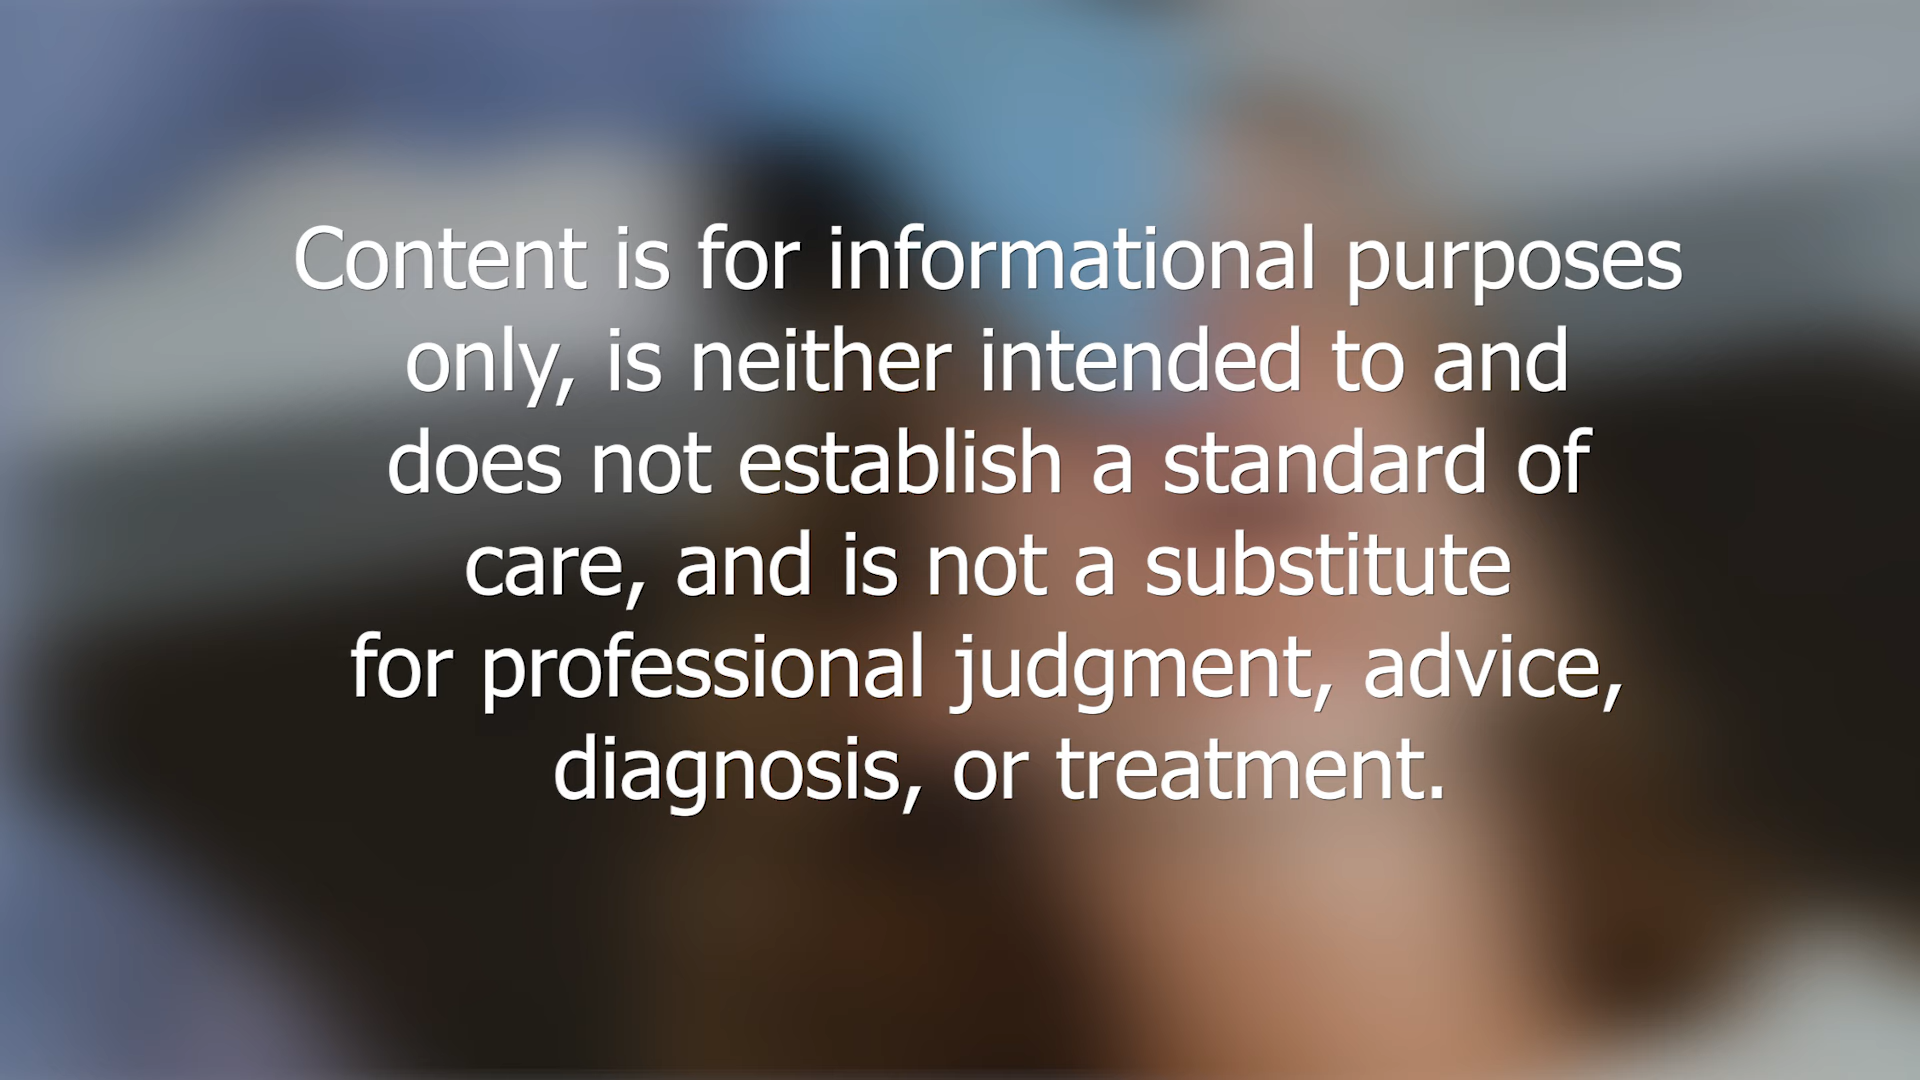 Content is for informational purposes
only, is neither intended to and
does not establish a standard of
care, and is not a substitute
for professional judgment, advice,
diagnosis, or treatment.